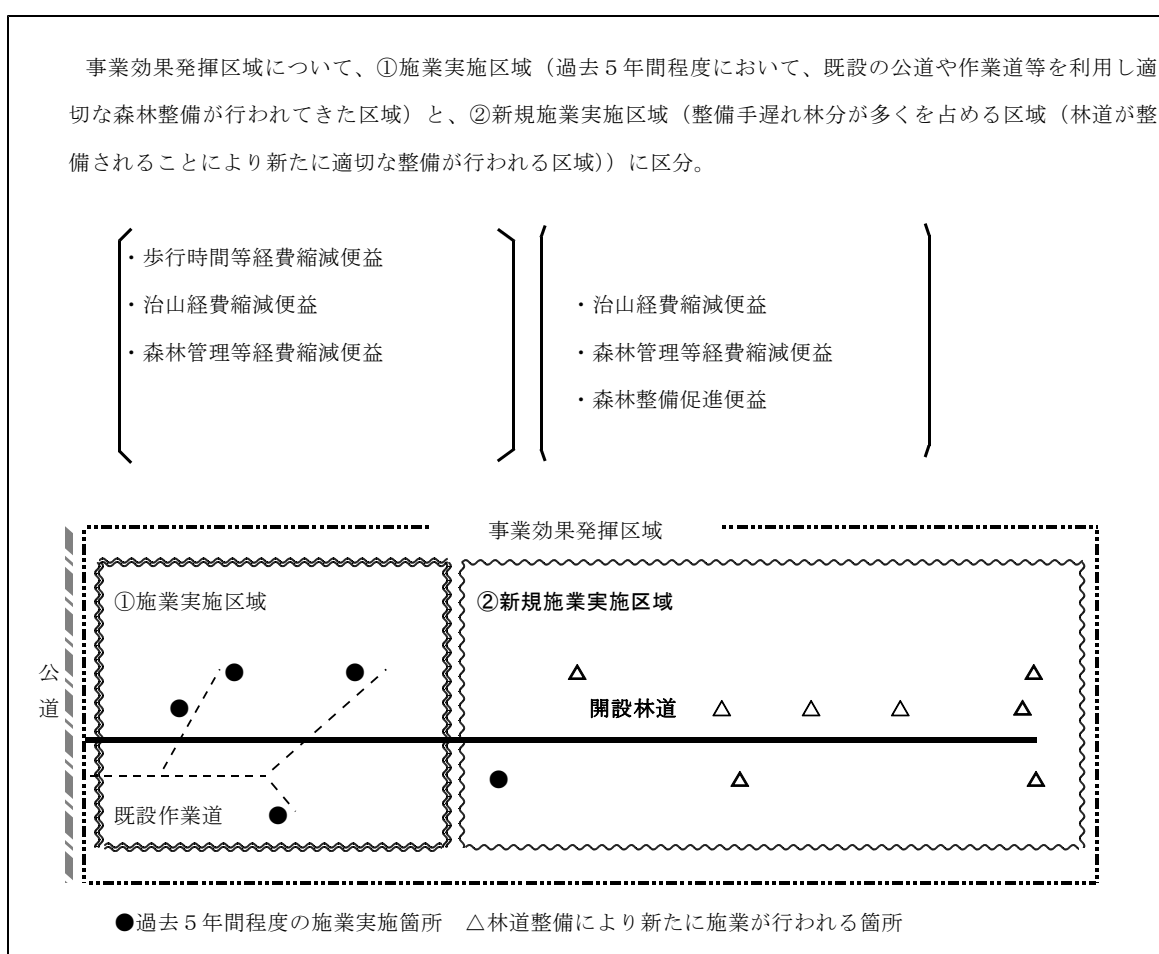 事業効果発揮区域について、①施業実施区域（過去５年間程度において、既設の公道や作業道等を利用し適
切な森林整備が行われてきた区域）と、②新規施業実施区域（整備手遅れ林分が多くを占める区域（林道が整
備されることにより新たに適切な整備が行われる区域））に区分。
・歩行時間等経費縮減便益
・治山経費縮減便益
・森林管理等経費縮減便益
・治山経費縮減便益
・森林管理等経費縮減便益
・森林整備促進便益
事業効果発揮区域
①施業実施区域
②新規施業実施区域
公
道
開設林道
既設作業道
●過去５年間程度の施業実施箇所　△林道整備により新たに施業が行われる箇所